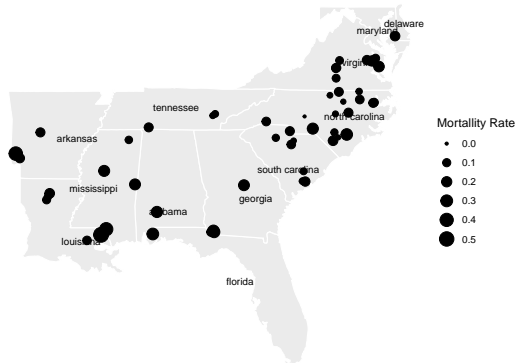 delaware
maryland
virginia
tennessee
north carolina
arkansas
south carolina
mississippi
georgia
alabama
louisiana
florida
Mortallity Rate
0.0
0.1
0.2
0.3
0.4
0.5